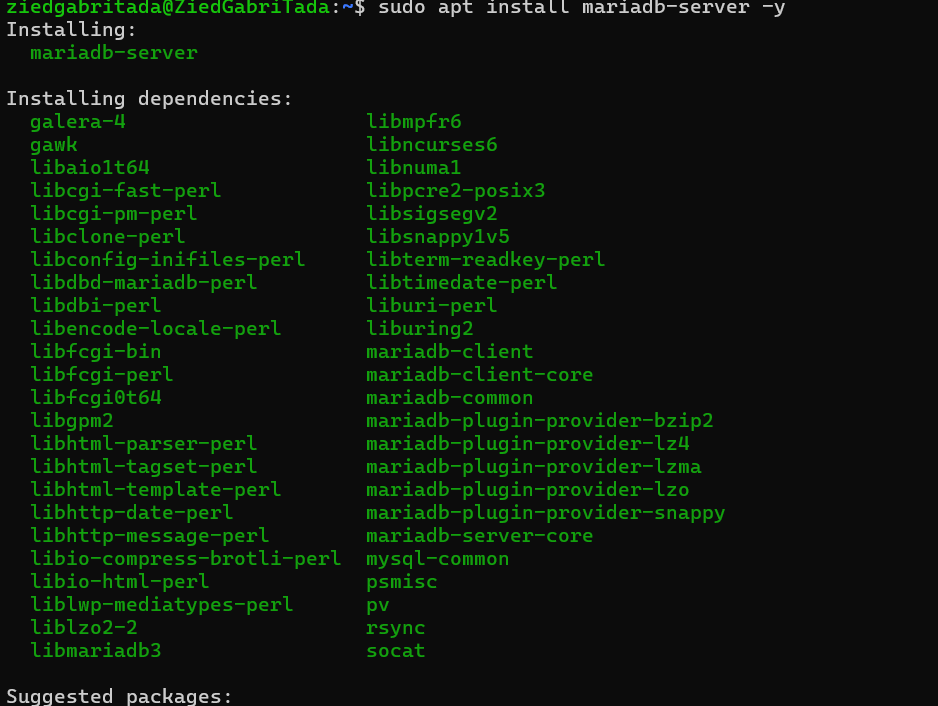 ziedgabritada@ZiedGabriTada:~$ sudo apt install mariadb-server -y
Installing:
  mariadb-server

Installing dependencies:
  galera-4                    libmpfr6
  gawk                        libncurses6
  libaio1t64                  libnuma1
  libcgi-fast-perl            libpcre2-posix3
  libcgi-pm-perl              libsigsegv2
  libclone-perl               libsnappy1v5
  libconfig-inifiles-perl     libterm-readkey-perl
  libdbd-mariadb-perl         libtimedate-perl
  libdbi-perl                 liburi-perl
  libencode-locale-perl       liburing2
  libfcgi-bin                 mariadb-client
  libfcgi-perl                mariadb-client-core
  libfcgi0t64                 mariadb-common
  libgpm2                     mariadb-plugin-provider-bzip2
  libhtml-parser-perl         mariadb-plugin-provider-lz4
  libhtml-tagset-perl         mariadb-plugin-provider-lzma
  libhtml-template-perl       mariadb-plugin-provider-lzo
  libhttp-date-perl           mariadb-plugin-provider-snappy
  libhttp-message-perl        mariadb-server-core
  libio-compress-brotli-perl  mysql-common
  libio-html-perl             psmisc
  liblwp-mediatypes-perl      pv
  liblzo2-2                   rsync
  libmariadb3                 socat

Suggested packages: